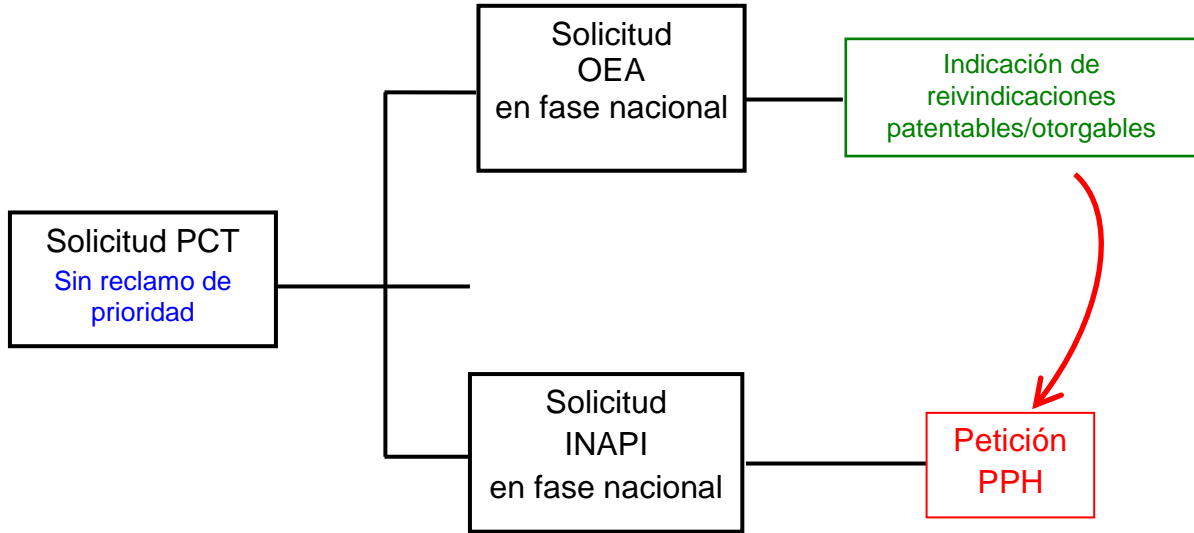 Solicitud
OEA
en fase nacional
Indicación de
reivindicaciones
patentables/otorgables
Solicitud PCT
Sin reclamo de
prioridad
Solicitud
INAPI
en fase nacional
Petición
PPH